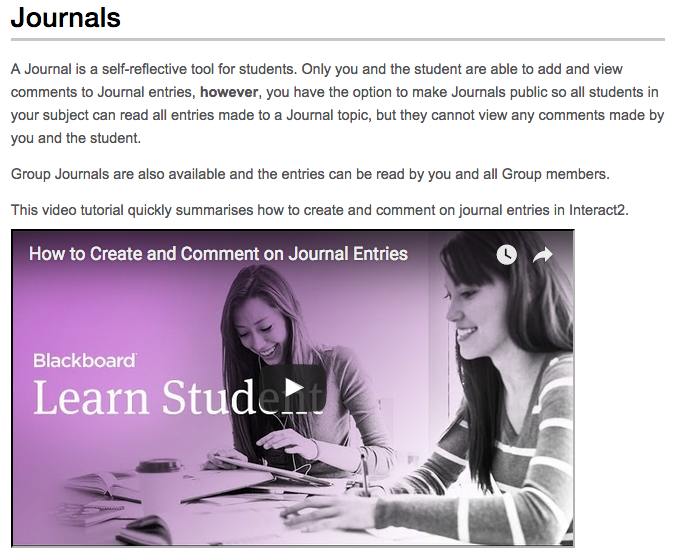 Journals
A Journal is a self-reflective tool for students. Only you and the student are able to add and view
comments to Journal entries, however, you have the option to make Journals public so all students in
your subject can read all entries made to a Journal topic, but they cannot view any comments made by
you and the student.
Group Journals are also available and the entries can be read by you and all Group members.
This video tutorial quickly summarises how to create and comment on journal entries in Interact2.
How to Create and Comment on Journal Entries
Blackboard
Learn Student